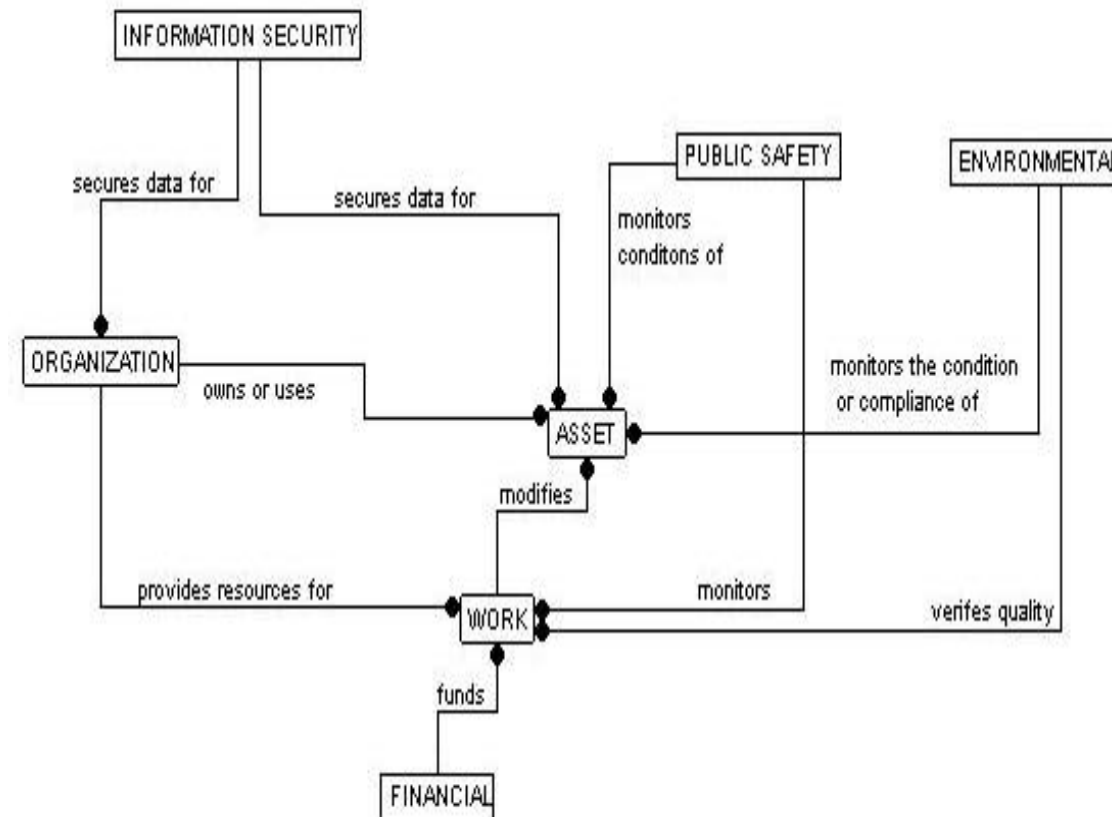 INFORMATION SECURITY
PUBLIC SAFETY
ENVIRONMENTAL
secures data for
secures data for
monitors
conditons of
ORGANIZATION
owns or uses
monitors the condition
or compliance of
ASSET
modifies
provides resources for
monitors
verifes quality
WORK
funds
FINANCIAL